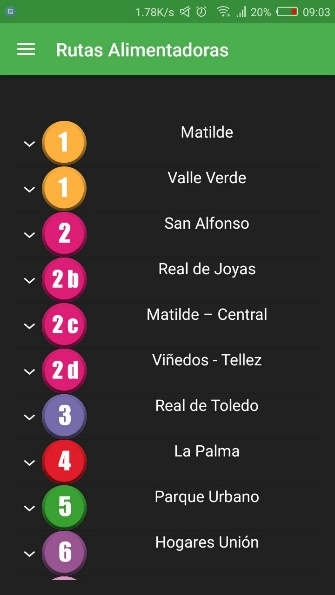 1.78K/s 20% 09:03
Rutas Alimentadoras
1 Matilde
1 Valle Verde
2 San Alfonso
2 b Real de Joyas
2 c Matilde – Central
2 d Viñedos - Tellez
3 Real de Toledo
4 La Palma
5 Parque Urbano
6 Hogares Unión